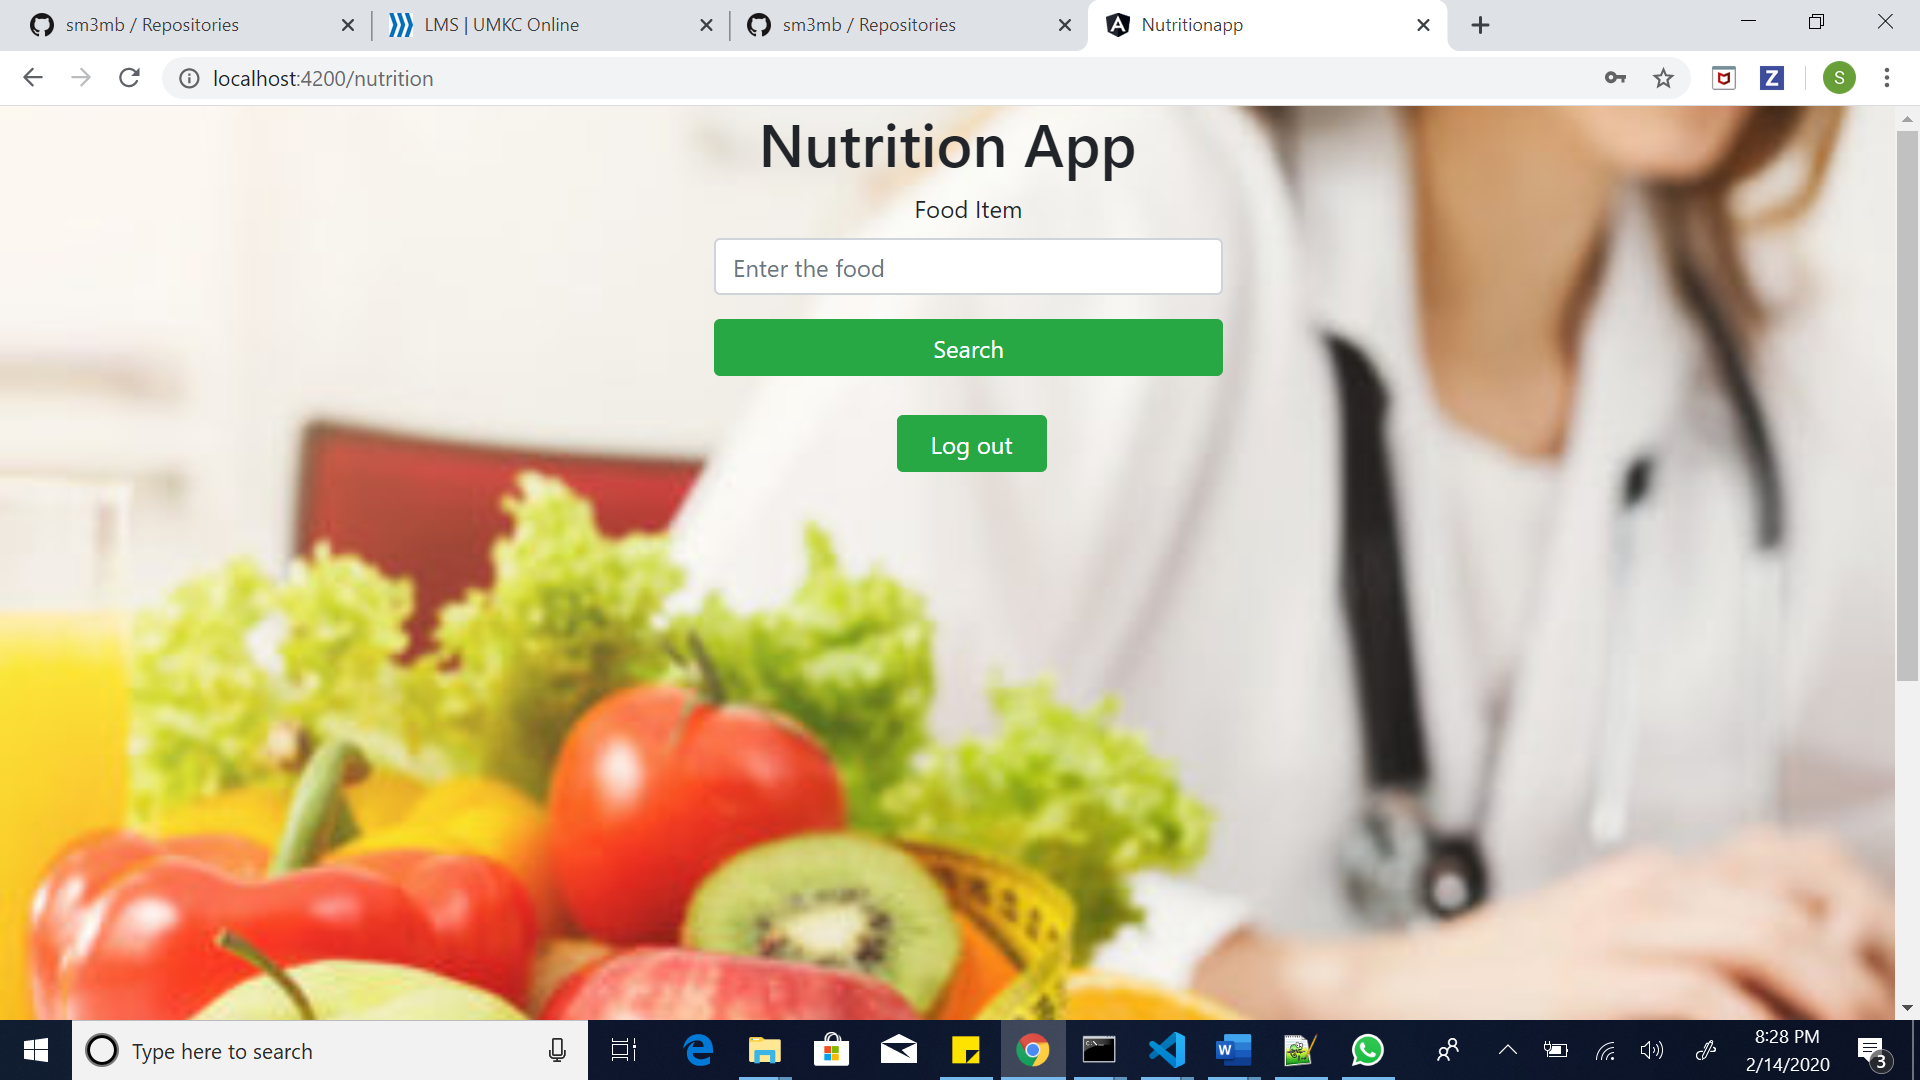 sm3mb / Repositories
LMS | UMKC Online
sm3mb / Repositories
Nutritionapp
localhost:4200/nutrition
S
Nutrition App
Food Item
Enter the food
Search
Log out
Type here to search
8:28 PM
2/14/2020
3